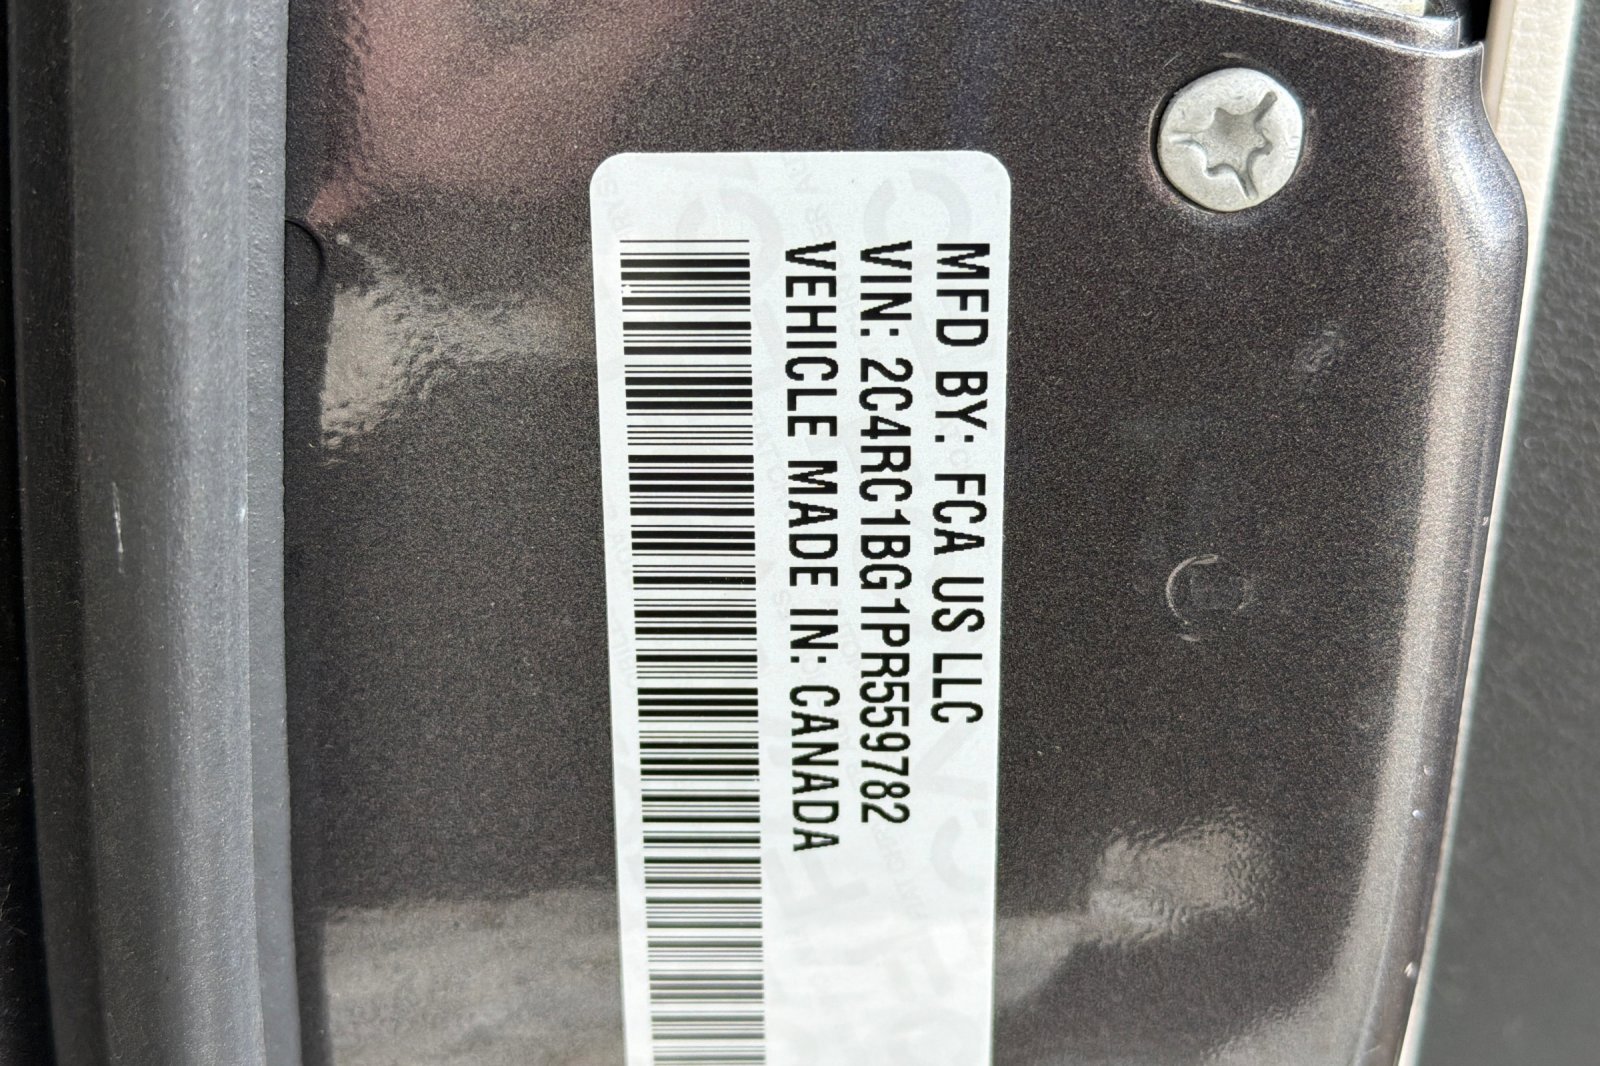 MFD BY: FCA US LLC
VIN: 2C4RC1BG1PR559782
VEHICLE MADE IN: CANADA